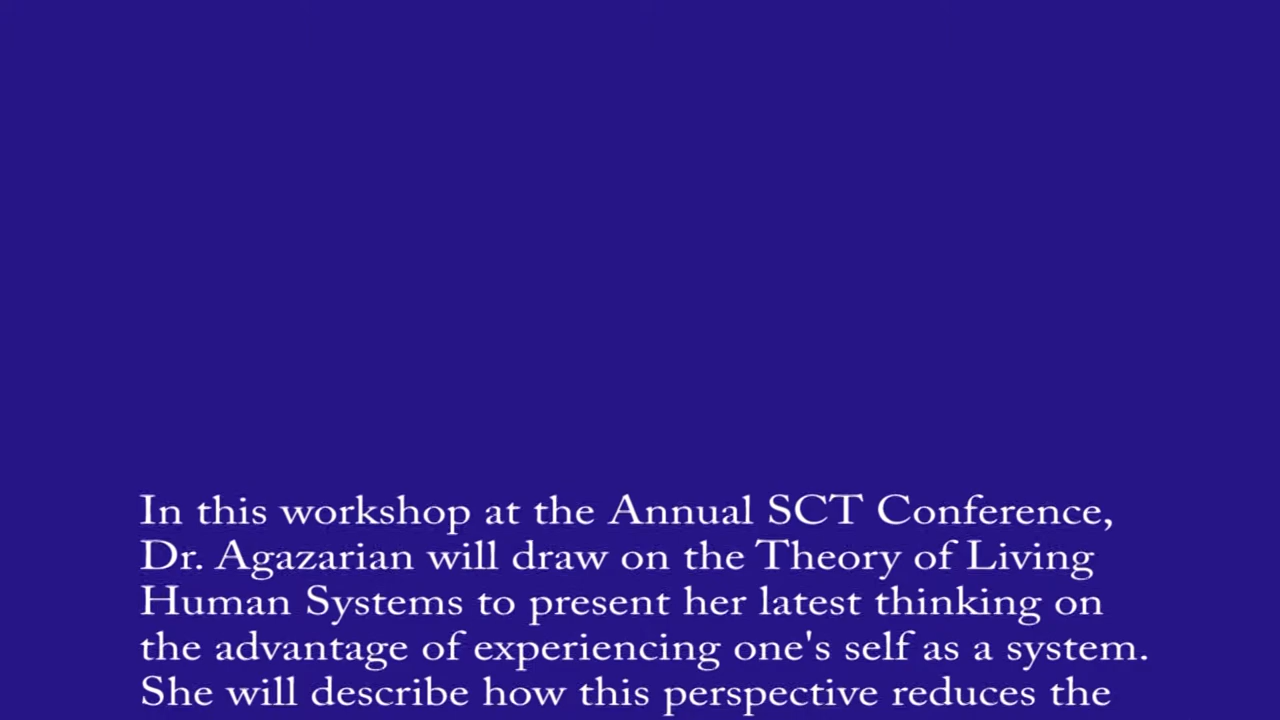 In this workshop at the Annual SCT Conference,
Dr. Agazarian will draw on the Theory of Living
Human Systems to present her latest thinking on
the advantage of experiencing one's self as a system.
She will describe how this perspective reduces the